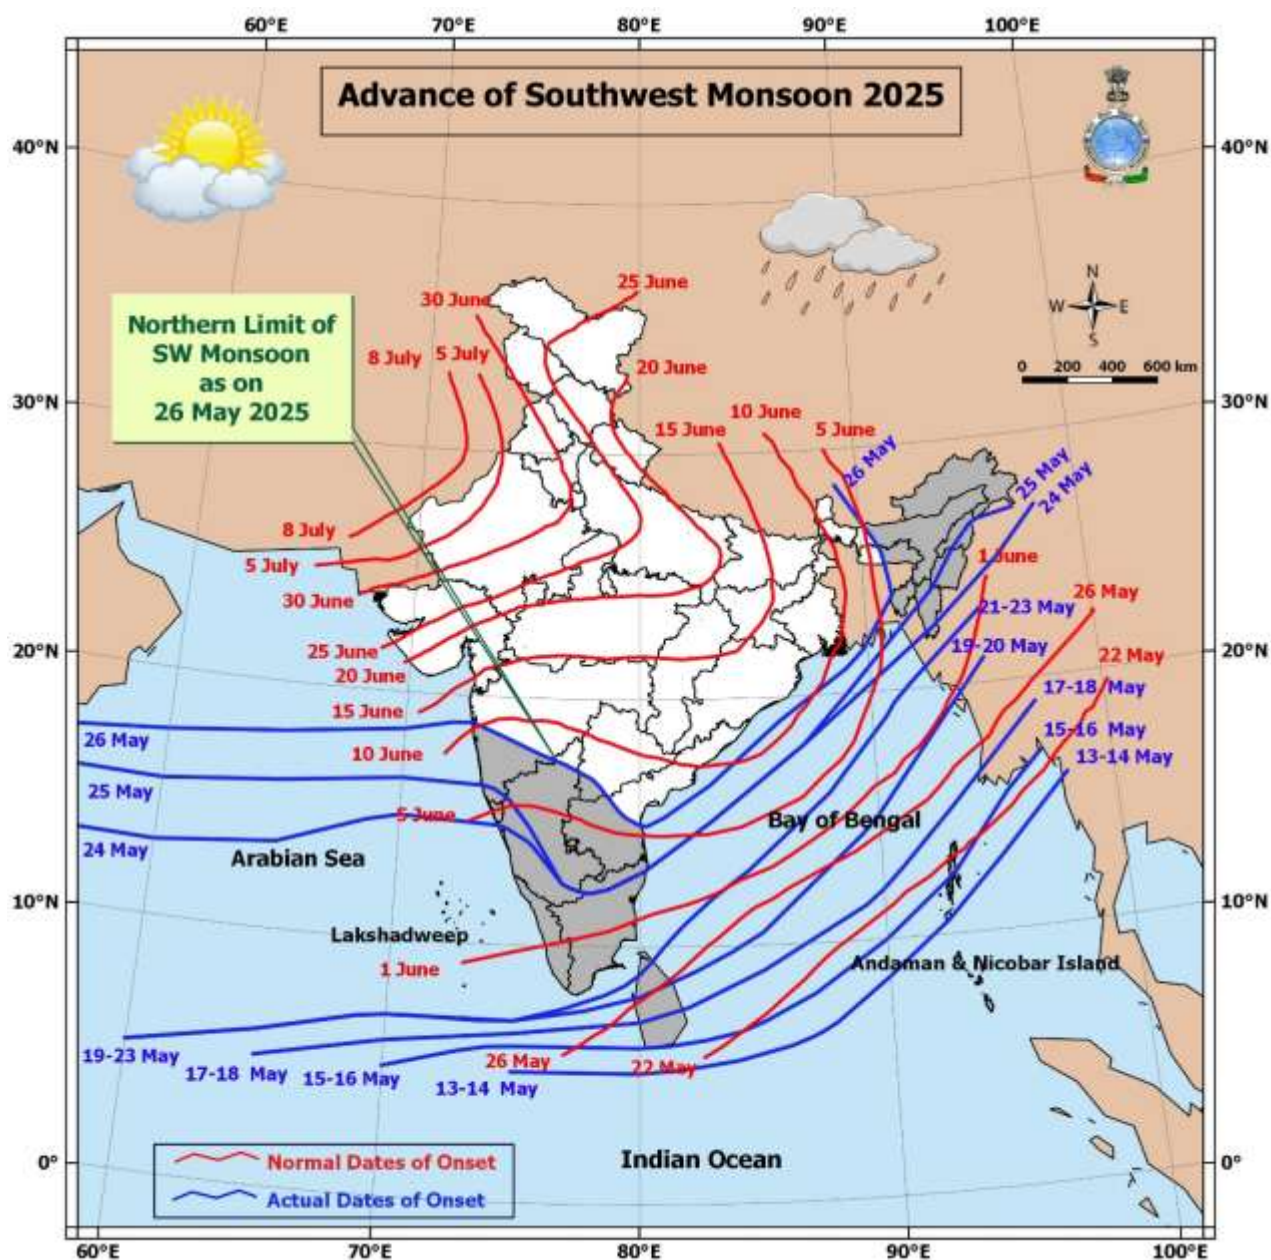 60°E 70°E 80°E 90°E 100°E
Advance of Southwest Monsoon 2025
40°N 40°N
N
W E
S
0 200 400 600 km
25 June
30 June
Northern Limit of
SW Monsoon
as on
26 May 2025
8 July 5 July
20 June
30°N 30°N
10 June
15 June 5 June
26 May
25 May
24 May
8 July
5 July
1 June
30 June
26 May
21-23 May
19-20 May
25 June
20°N 20°N
22 May
20 June
17-18 May
15 June
15-16 May
26 May
10 June
13-14 May
25 May
5 June
Bay of Bengal
24 May
Arabian Sea
10°N 10°N
Lakshadweep
1 June
Andaman & Nicobar Island
19-23 May
17-18 May
15-16 May
13-14 May
26 May
22 May
0° 0°
Indian Ocean
Normal Dates of Onset
Actual Dates of Onset
60°E 70°E 80°E 90°E 100°E